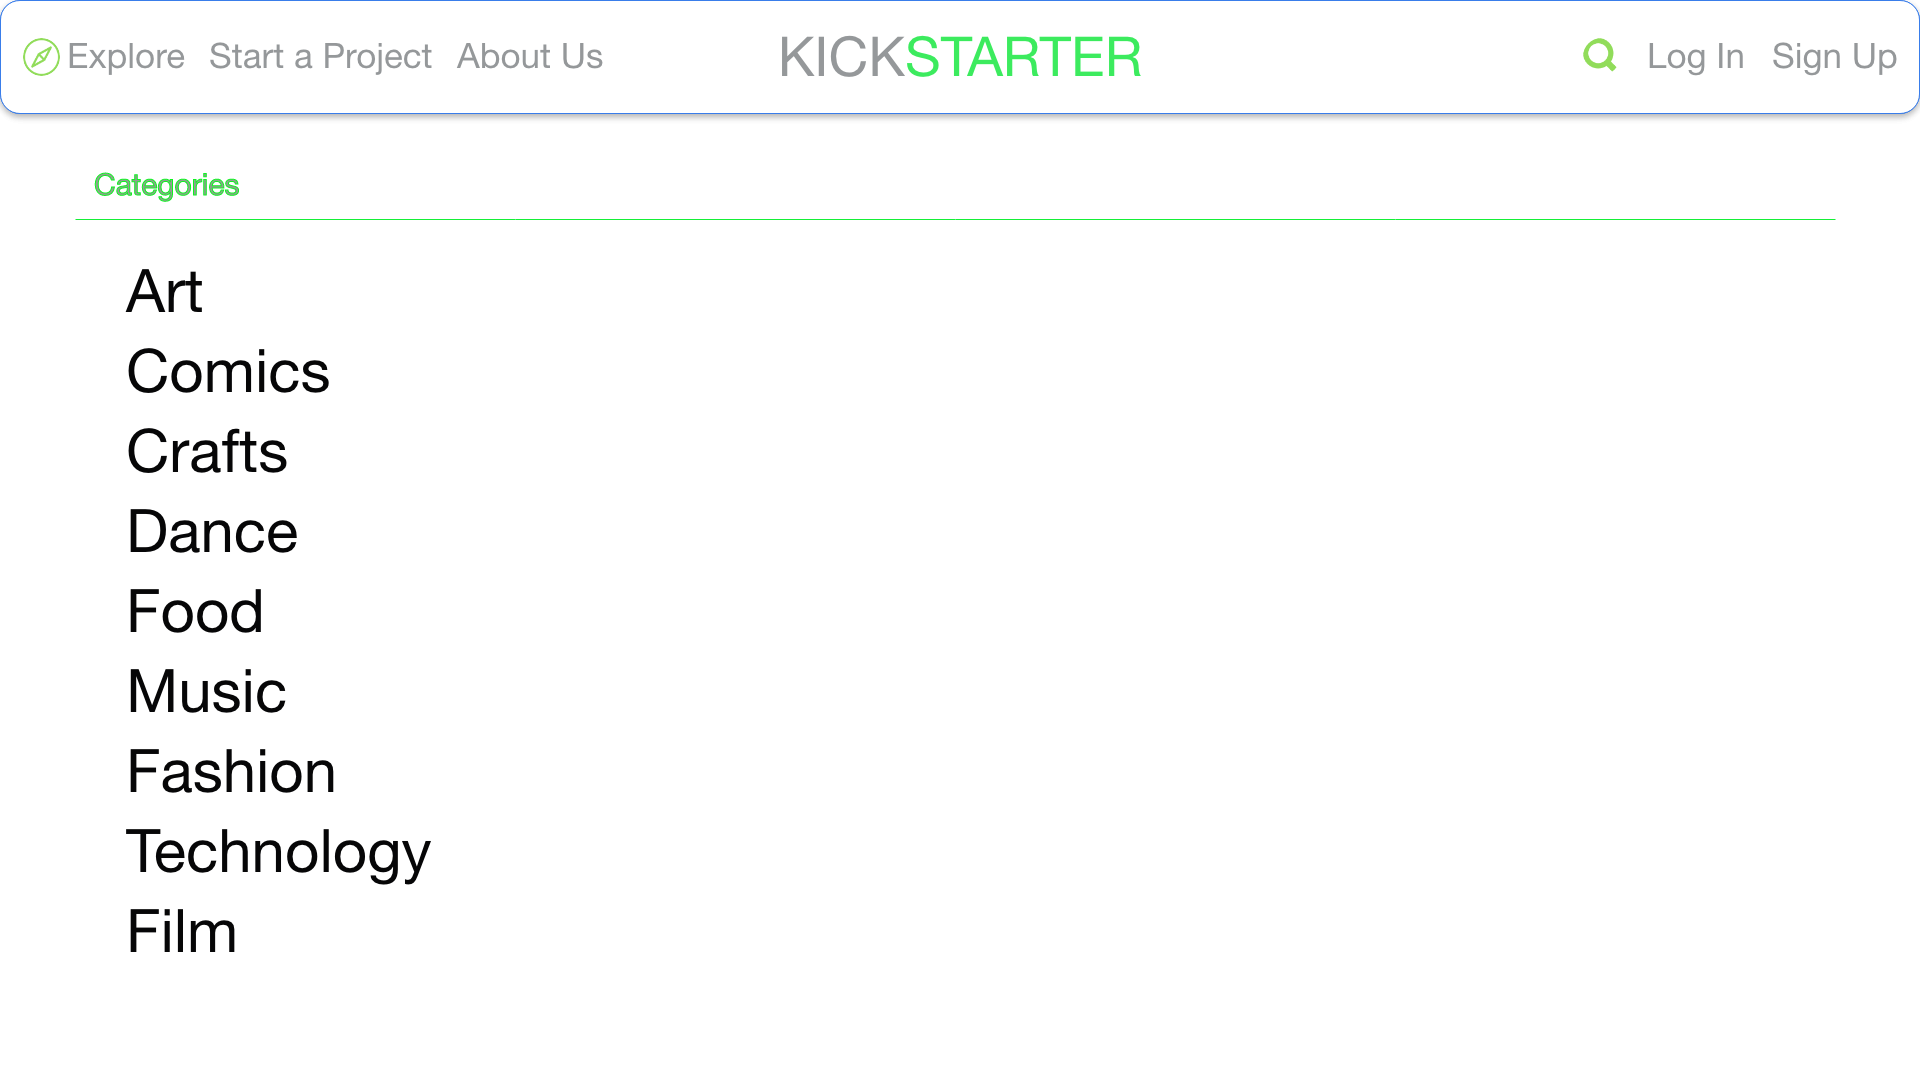 Explore Start a Project About Us KICKSTARTER Log In Sign Up
Categories
Art
Comics
Crafts
Dance
Food
Music
Fashion
Technology
Film